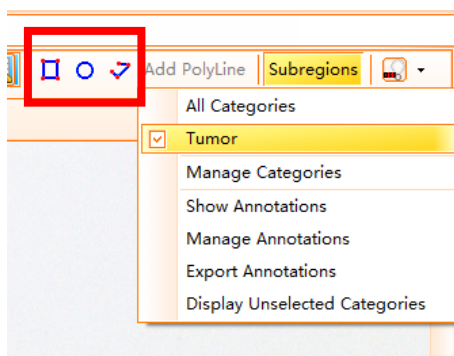 Add PolyLine Subregions
All Categories
Tumor
Manage Categories
Show Annotations
Manage Annotations
Export Annotations
Display Unselected Categories